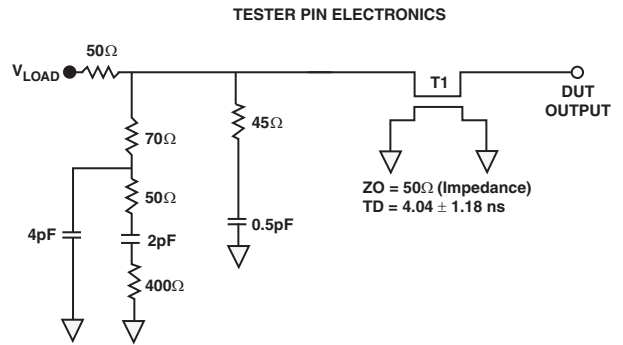 TESTER PIN ELECTRONICS
50Ω
VLOAD
T1
DUT
OUTPUT
70Ω
45Ω
50Ω
ZO = 50Ω (Impedance)
TD = 4.04 ± 1.18 ns
4pF
2pF
0.5pF
400Ω